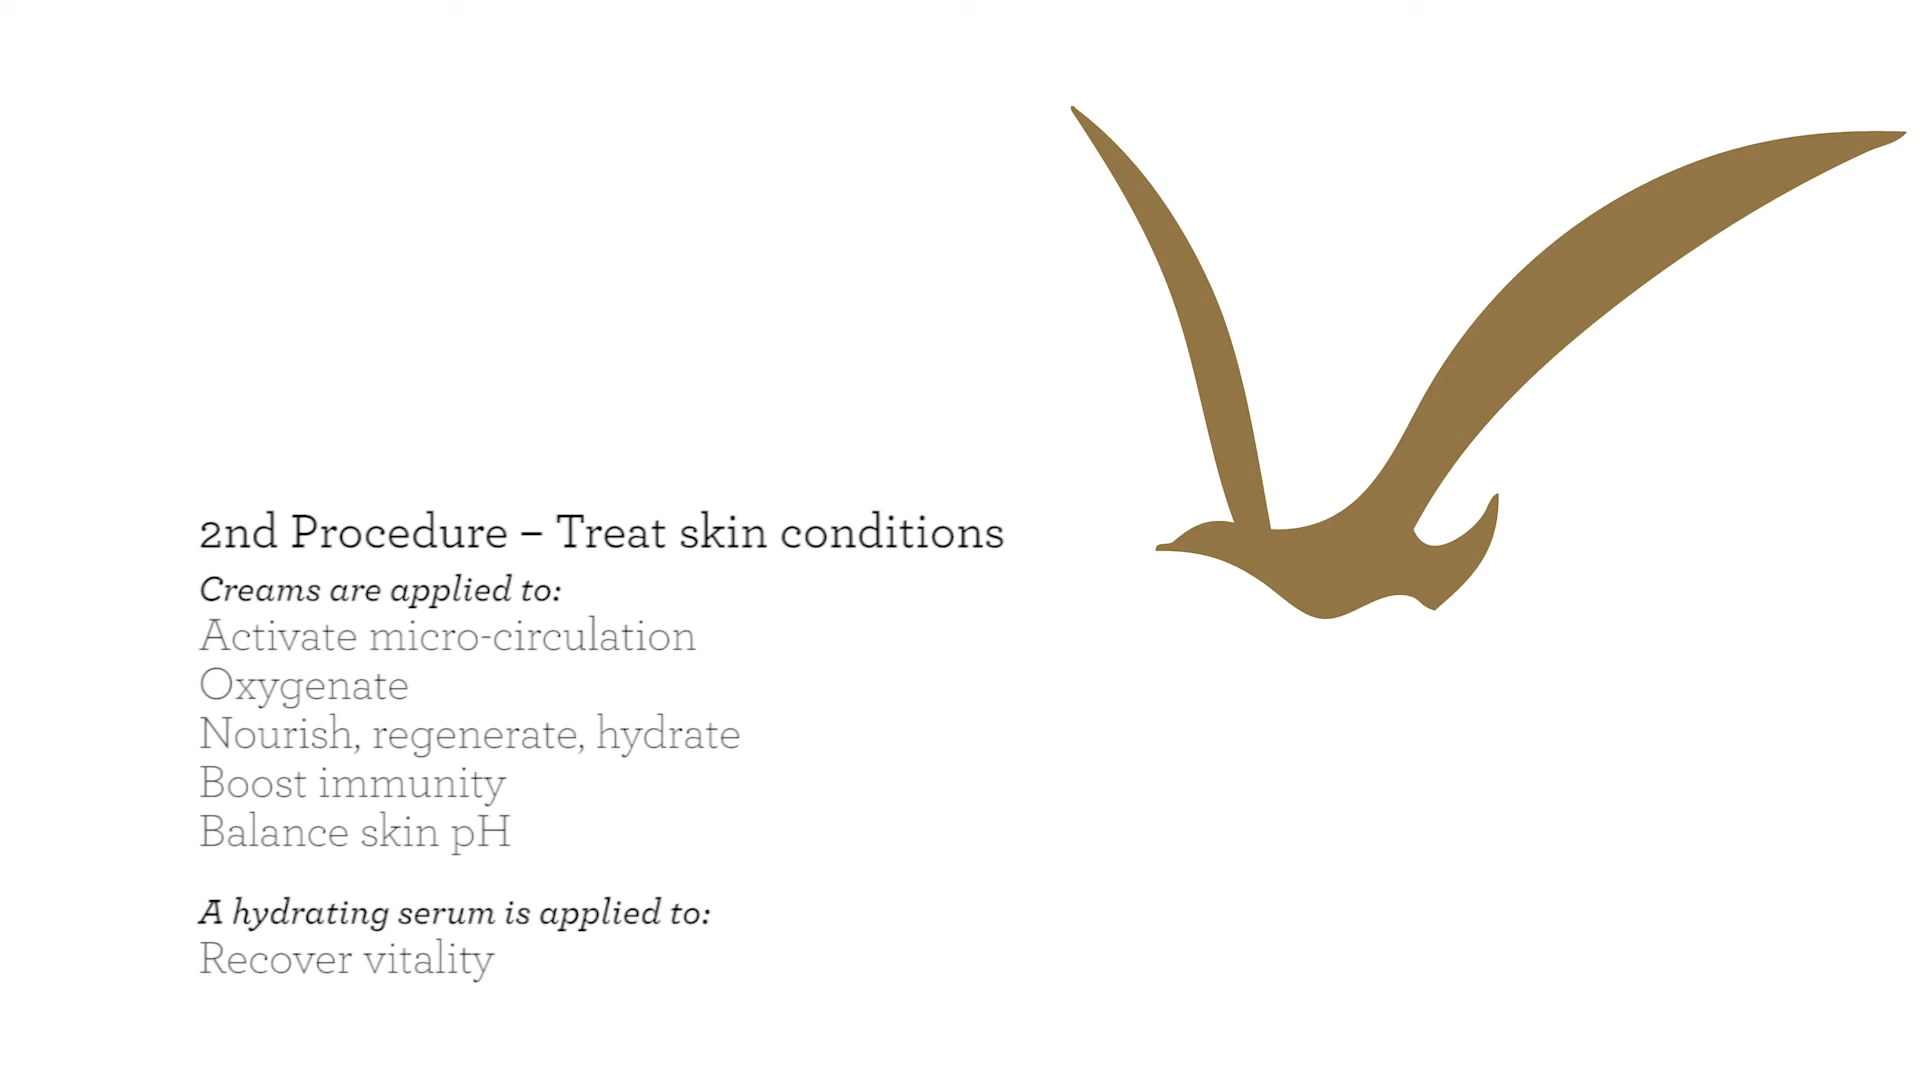 2nd Procedure – Treat skin conditions
Creams are applied to:
Activate micro-circulation
Oxygenate
Nourish, regenerate, hydrate
Boost immunity
Balance skin pH
A hydrating serum is applied to:
Recover vitality